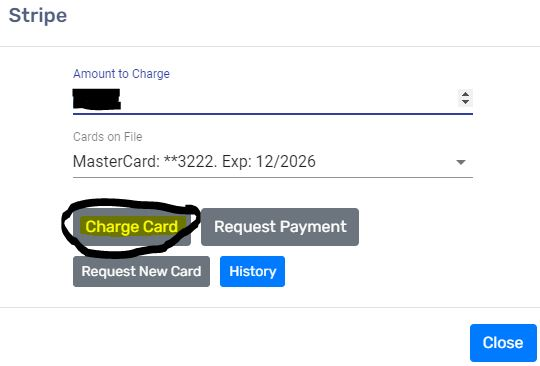 Stripe
Amount to Charge
Cards on File
MasterCard: **3222. Exp: 12/2026
Charge Card Request Payment
Request New Card History
Close